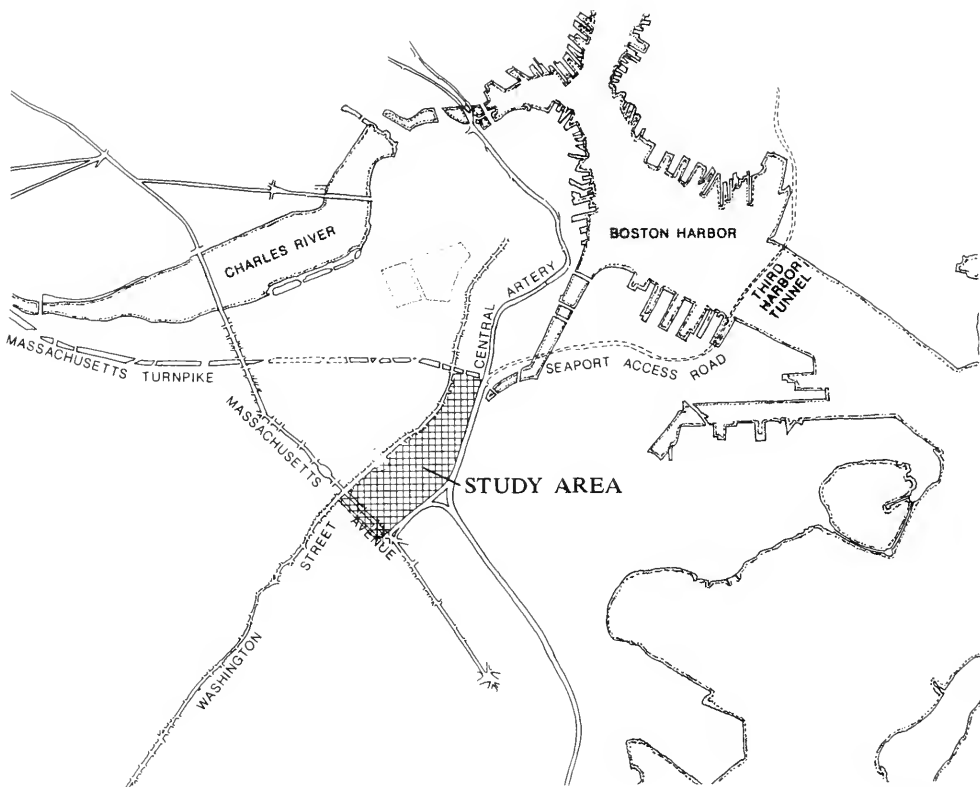 BOSTON HARBOR
CHARLES RIVER
CENTRAL ARTERY
THIRD
HARBOR
TUNNEL
MASSACHUSETTS TURNPIKE
SEAPORT ACCESS ROAD
MASSACHUSETTS AVENUE
STUDY AREA
WASHINGTON STREET